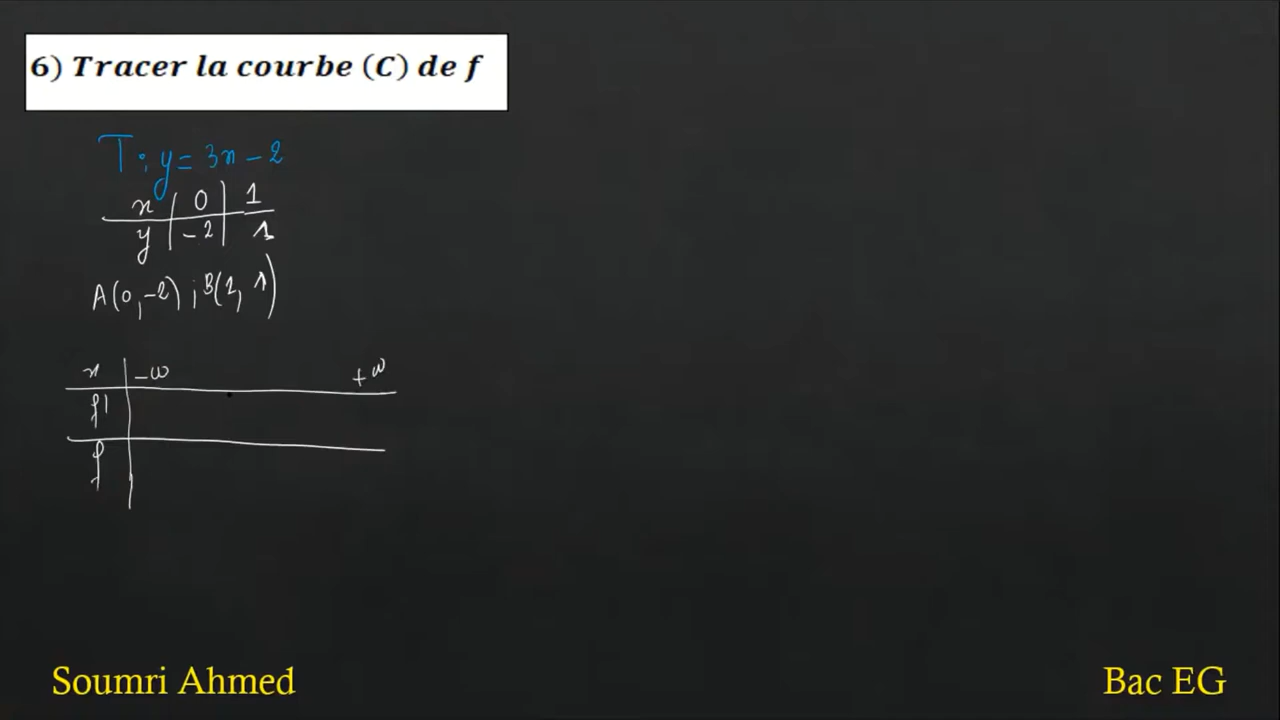 6) Tracer la courbe (C) de f
T : y = 3x - 2
x | 0 | 1
y | -2 | 1
A(0, -2) ; B(1, 1)
x | -∞ +∞
f'
f
Soumri Ahmed
Bac EG